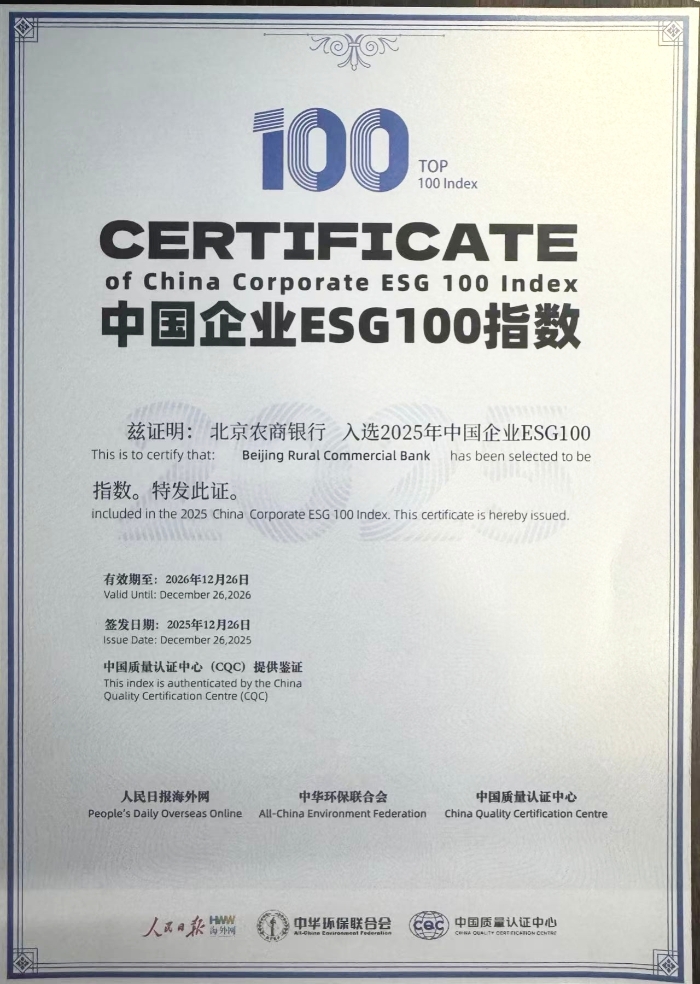 100
TOP
100 Index
CERTIFICATE
of China Corporate ESG 100 Index
中国企业ESG100指数
2025
兹证明： 北京农商银行 入选2025年中国企业ESG100
This is to certify that: Beijing Rural Commercial Bank has been selected to be
指数。特发此证。
included in the 2025 China Corporate ESG 100 Index. This certificate is hereby issued.
有效期至：2026年12月26日
Valid Until: December 26,2026
签发日期：2025年12月26日
Issue Date: December 26,2025
中国质量认证中心（CQC）提供鉴证
This index is authenticated by the China
Quality Certification Centre (CQC)
人民日报海外网 中华环保联合会 中国质量认证中心
People's Daily Overseas Online All-China Environment Federation China Quality Certification Centre
人民日报 HWW 海外网 中华环保联合会 CQC 中国质量认证中心
All-China Environment Federation CHINA QUALITY CERTIFICATION CENTRE